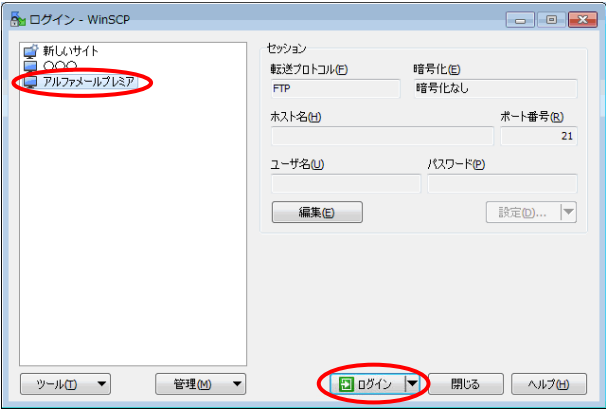 ログイン - WinSCP
新しいサイト
○○○
アルファメールプレミア
セッション
転送プロトコル(F)
暗号化(E)
FTP
暗号化なし
ホスト名(H)
ポート番号(R)
21
ユーザ名(U)
パスワード(P)
編集(E)
設定(D)...
ツール(T)
管理(M)
ログイン
閉じる
ヘルプ(H)